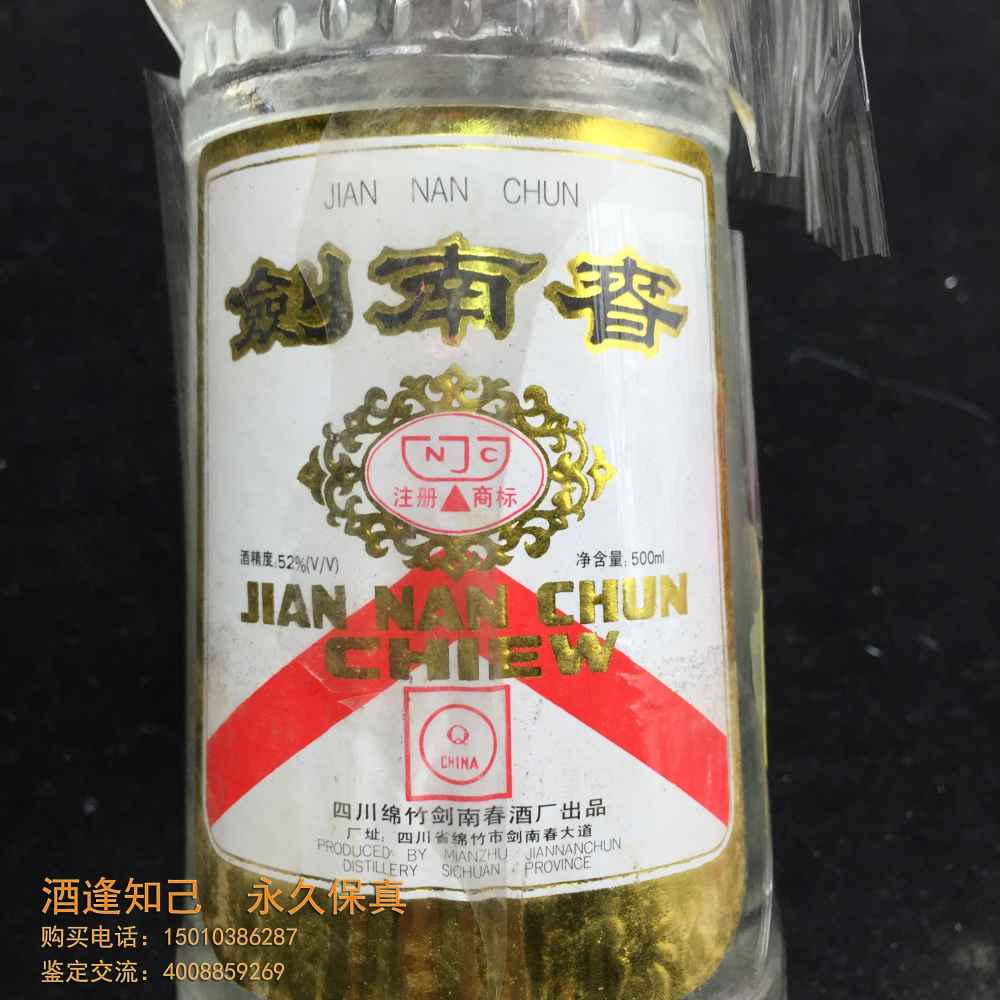 JIAN NAN CHUN
劍南春
NJC
注册 商标
酒精度:52%(V/V)
净含量:500ml
JIAN NAN CHUN
CHIEW
Q
CHINA
四川绵竹剑南春酒厂出品
厂址:四川省绵竹市剑南春大道
PRODUCED BY MIANZHU JIANNANCHUN
DISTILLERY SICHUAN PROVINCE
酒逢知己 永久保真
购买电话:15010386287
鉴定交流:4008859269